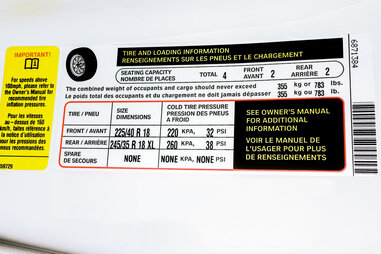 IMPORTANT!
For speeds above
100mph, please refer to
the Owner's Manual for
recommended tire
inflation pressures.
Pour les vitesses
au – dessus de 160
km/h, faites référence à
la notice d'utilisation
pour les pressions des
pneus recommandées.
59729
TIRE AND LOADING INFORMATION
RENSEIGNEMENTS SUR LES PNEUS ET LE CHARGEMENT
SEATING CAPACITY
NOMBRE DE PLACES
TOTAL 4
FRONT
AVANT 2
REAR
ARRIÈRE 2
The combined weight of occupants and cargo should never exceed 355 kg or 783 lbs.
Le poids total des occupants et du chargement ne doit jamais dépasser 355 kg or 783 lb.
TIRE / PNEU
SIZE
DIMENSIONS
COLD TIRE PRESSURE
PRESSION DES PNEUS
A FROID
FRONT / AVANT 225/40 R 18 220 KPA, 32 PSI
REAR / ARRIÈRE 245/35 R 18 XL 260 KPA, 38 PSI
SPARE
DE SECOURS NONE NONE KPA, NONE PSI
SEE OWNER'S MANUAL
FOR ADDITIONAL
INFORMATION
VOIR LE MANUEL DE
L'USAGER POUR PLUS
DE RENSEIGNEMENTS
6871384